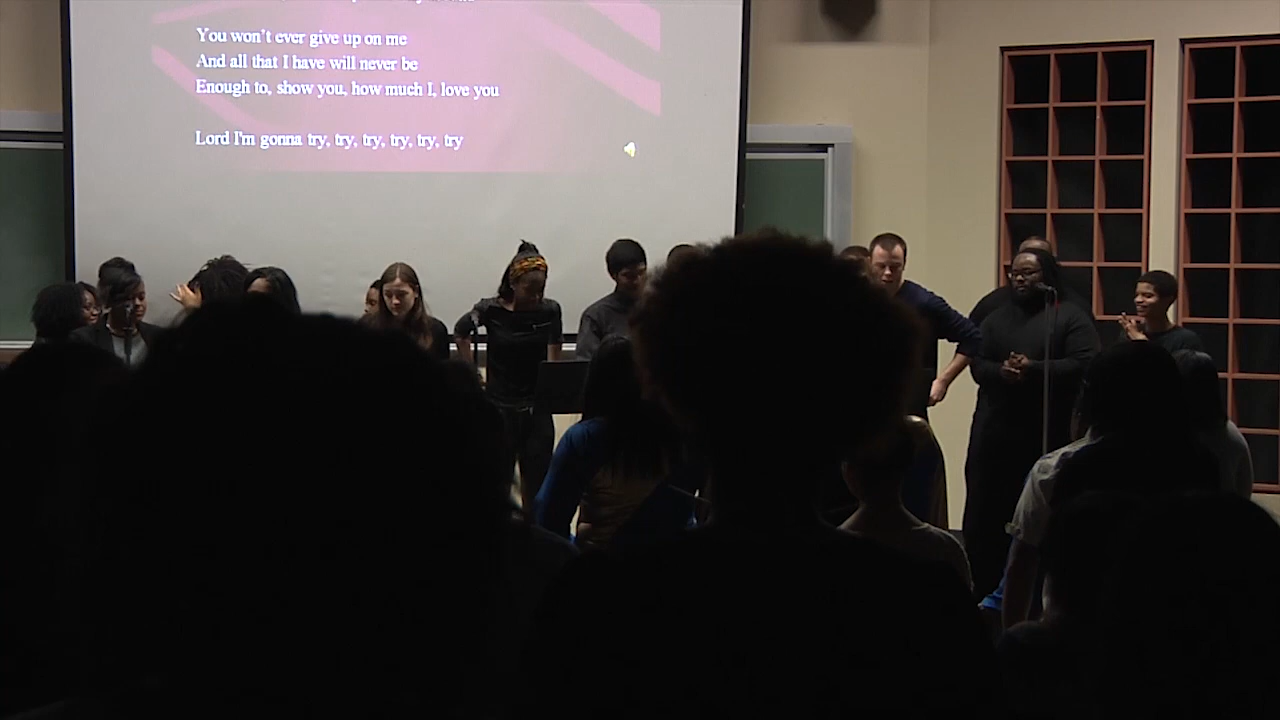 You won't ever give up on me
And all that I have will never be
Enough to, show you, how much I, love you
Lord I'm gonna try, try, try, try, try, try